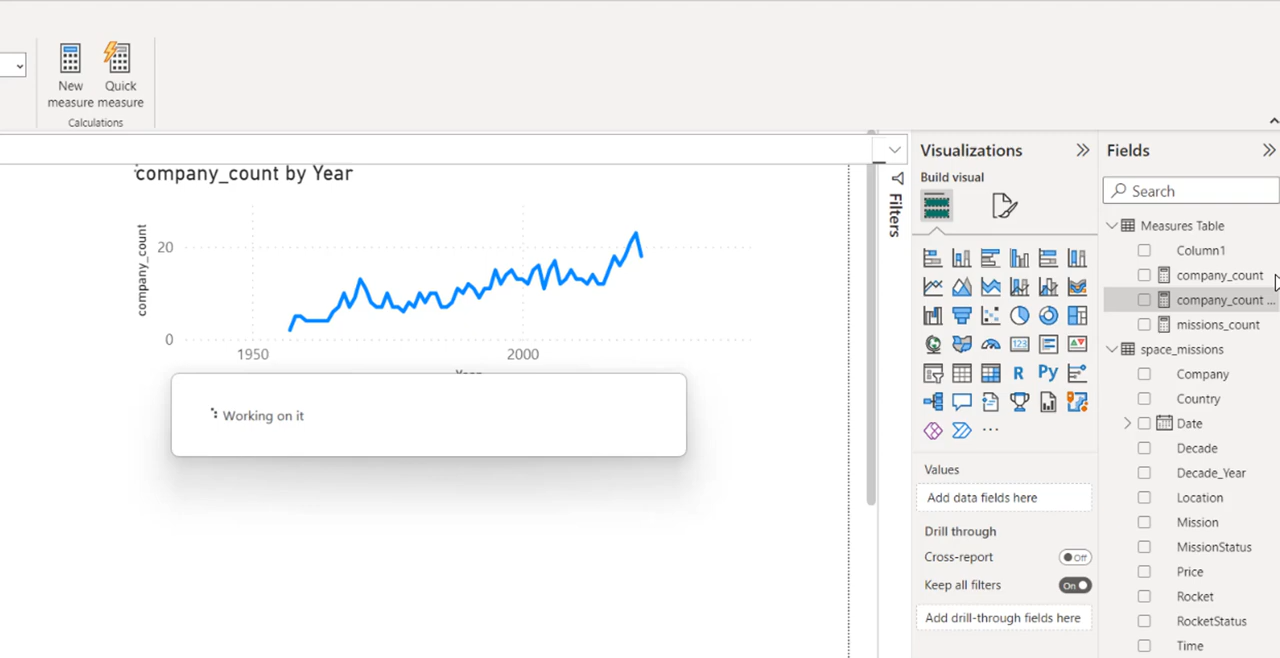 New measure
Quick measure
Calculations
company_count by Year
company_count
20
0
1950
2000
Working on it
Filters
Visualizations
Build visual
123
R
Py
Values
Add data fields here
Drill through
Cross-report
Off
Keep all filters
On
Add drill-through fields here
Fields
Search
Measures Table
Column1
company_count
company_count ...
missions_count
space_missions
Company
Country
Date
Decade
Decade_Year
Location
Mission
MissionStatus
Price
Rocket
RocketStatus
Time